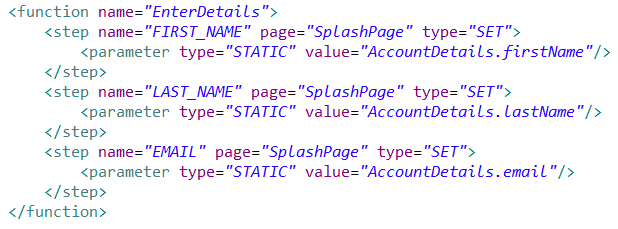 <function name="EnterDetails">
<step name="FIRST_NAME" page="SplashPage" type="SET">
<parameter type="STATIC" value="AccountDetails.firstName"/>
</step>
<step name="LAST_NAME" page="SplashPage" type="SET">
<parameter type="STATIC" value="AccountDetails.lastName"/>
</step>
<step name="EMAIL" page="SplashPage" type="SET">
<parameter type="STATIC" value="AccountDetails.email"/>
</step>
</function>